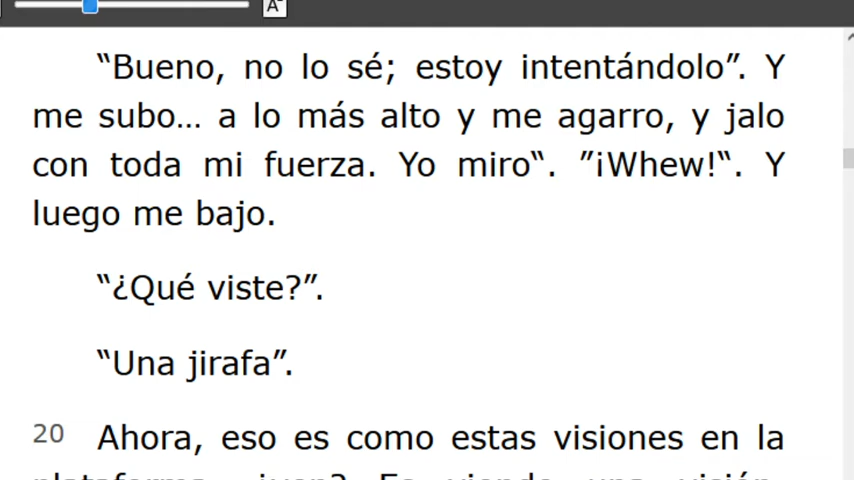 A
“Bueno, no lo sé; estoy intentándolo”. Y
me subo... a lo más alto y me agarro, y jalo
con toda mi fuerza. Yo miro“. ”¡Whew!“. Y
luego me bajo.
“¿Qué viste?”.
“Una jirafa”.
20 Ahora, eso es como estas visiones en la